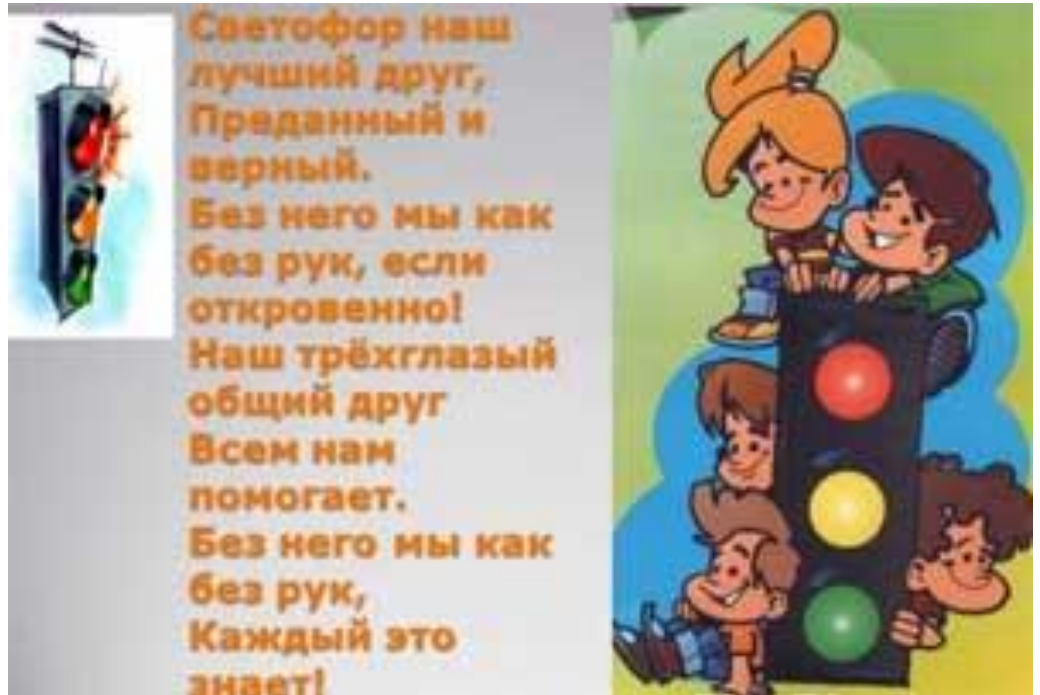 Светофор наш
лучший друг,
Преданный и
верный.
Без него мы как
без рук, если
откровенно!
Наш трёхглазый
общий друг
Всем нам
помогает.
Без него мы как
без рук,
Каждый это
знает!